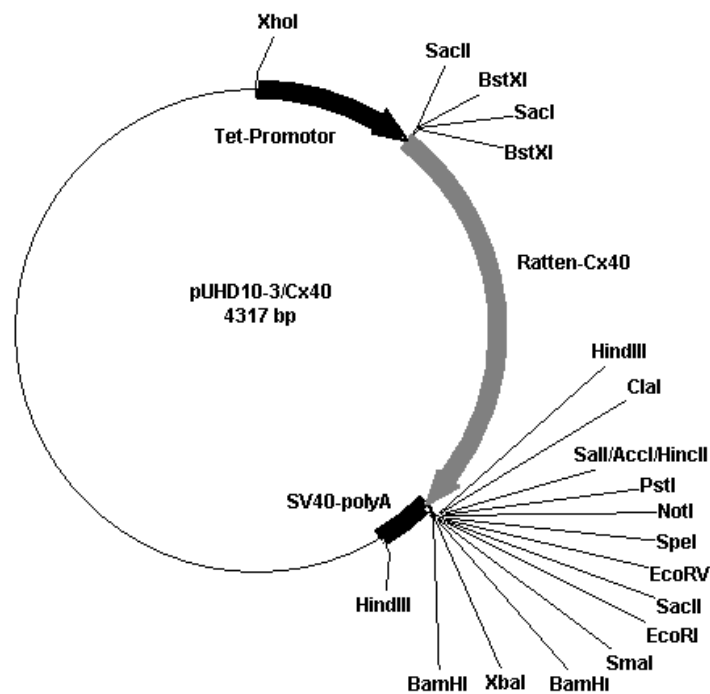 XhoI
SacII
BstXI
SacI
BstXI
Tet-Promotor
Ratten-Cx40
pUHD10-3/Cx40
4317 bp
HindIII
ClaI
SalI/AccI/HincII
PstI
NotI
SpeI
EcoRV
SacII
EcoRI
SmaI
BamHI
XbaI
BamHI
SV40-polyA
HindIII